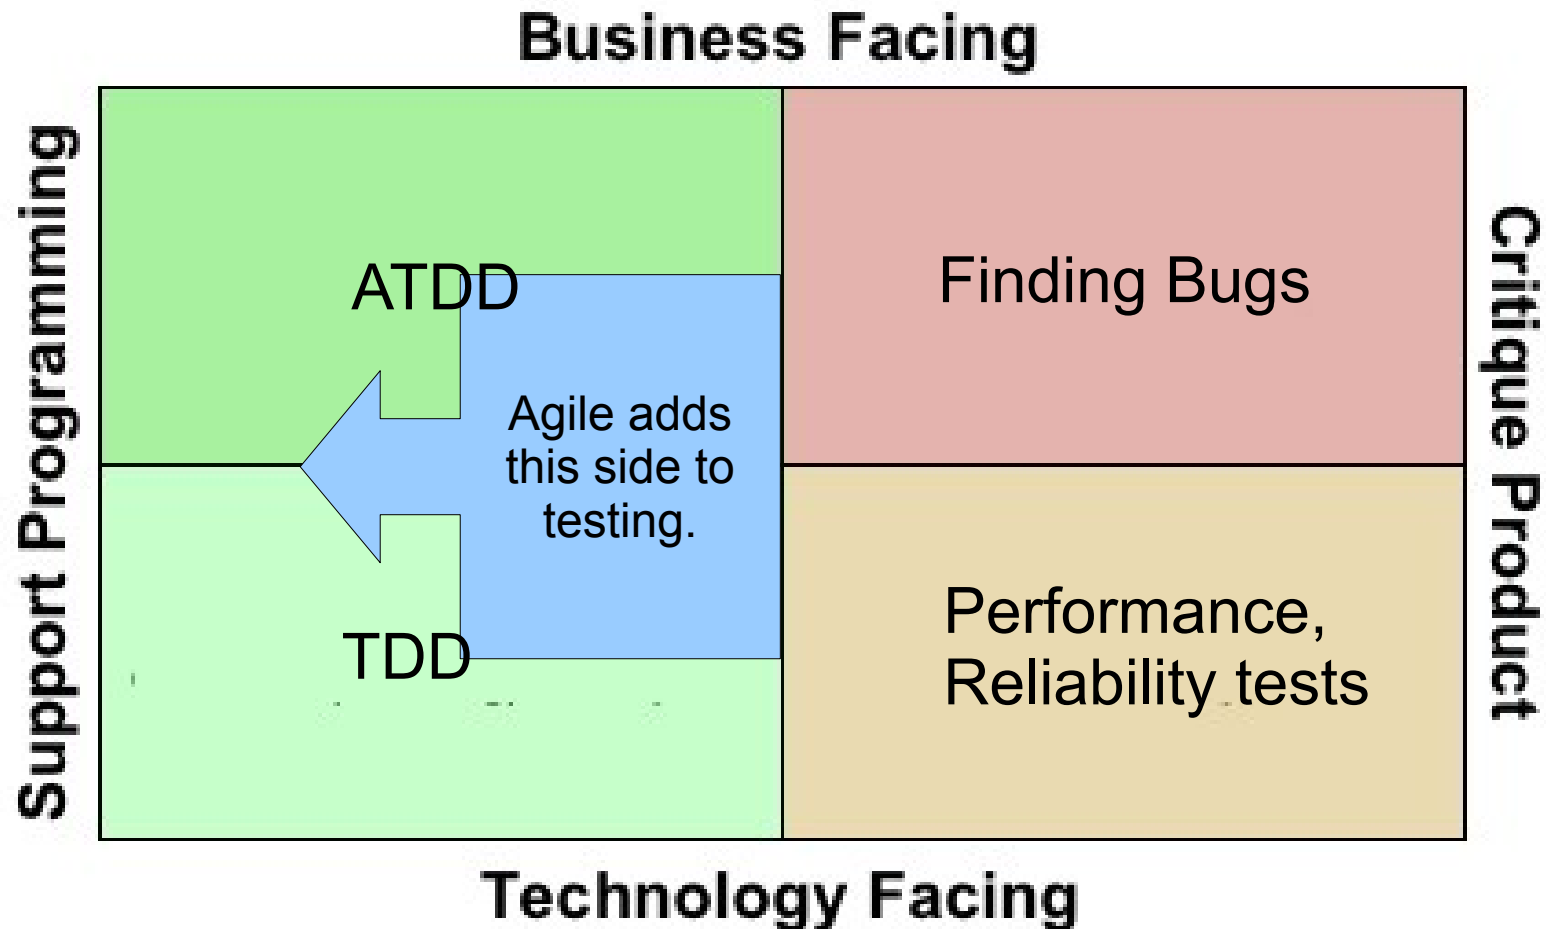 Business Facing
Support Programming
ATDD
Finding Bugs
Agile adds
this side to
testing.
TDD
Performance,
Reliability tests
Critique Product
Technology Facing